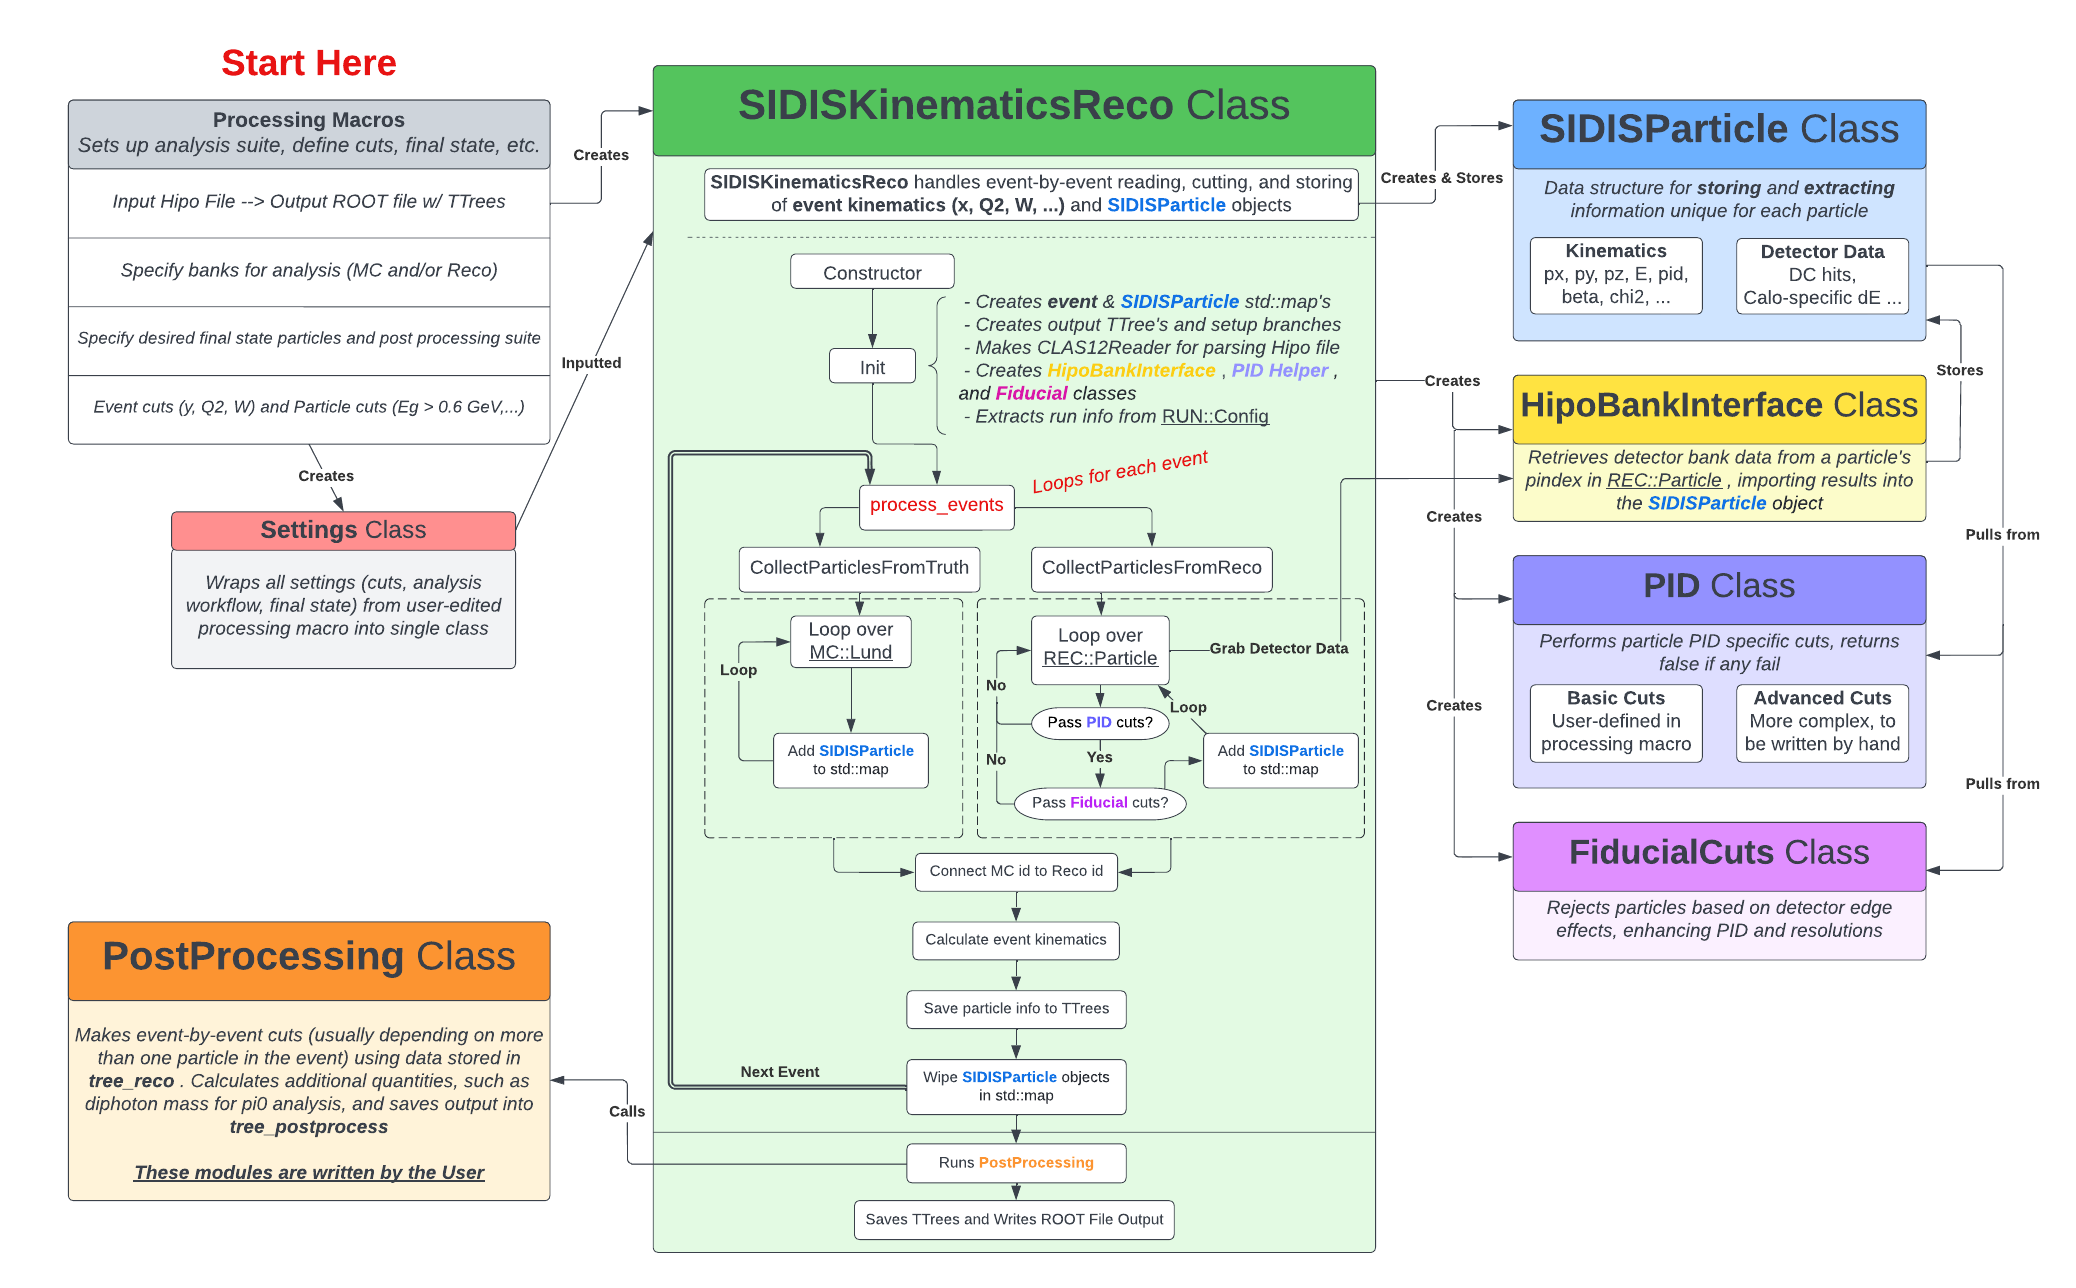 Start Here
Processing Macros
Sets up analysis suite, define cuts, final state, etc.
Input Hipo File --> Output ROOT file w/ TTrees
Specify banks for analysis (MC and/or Reco)
Specify desired final state particles and post processing suite
Event cuts (y, Q2, W) and Particle cuts (Eg > 0.6 GeV,...)
Creates
Creates
Inputted
Settings Class
Wraps all settings (cuts, analysis
workflow, final state) from user-edited
processing macro into single class
PostProcessing Class
Makes event-by-event cuts (usually depending on more
than one particle in the event) using data stored in
tree_reco . Calculates additional quantities, such as
diphoton mass for pi0 analysis, and saves output into
tree_postprocess
These modules are written by the User
Calls
SIDISKinematicsReco Class
SIDISKinematicsReco handles event-by-event reading, cutting, and storing
of event kinematics (x, Q2, W, ...) and SIDISParticle objects
Constructor
Init
- Creates event & SIDISParticle std::map's
- Creates output TTree's and setup branches
- Makes CLAS12Reader for parsing Hipo file
- Creates HipoBankInterface , PID Helper ,
and Fiducial classes
- Extracts run info from RUN::Config
Loops for each event
process_events
CollectParticlesFromTruth
CollectParticlesFromReco
Loop over
MC::Lund
Loop
Add SIDISParticle
to std::map
Loop over
REC::Particle
Grab Detector Data
No
Pass PID cuts?
Loop
No
Yes
Add SIDISParticle
to std::map
Pass Fiducial cuts?
Connect MC id to Reco id
Calculate event kinematics
Save particle info to TTrees
Next Event
Wipe SIDISParticle objects
in std::map
Runs PostProcessing
Saves TTrees and Writes ROOT File Output
Creates & Stores
Creates
Creates
Creates
SIDISParticle Class
Data structure for storing and extracting
information unique for each particle
Kinematics
px, py, pz, E, pid,
beta, chi2, ...
Detector Data
DC hits,
Calo-specific dE ...
Stores
HipoBankInterface Class
Retrieves detector bank data from a particle's
pindex in REC::Particle , importing results into
the SIDISParticle object
Pulls from
PID Class
Performs particle PID specific cuts, returns
false if any fail
Basic Cuts
User-defined in
processing macro
Advanced Cuts
More complex, to
be written by hand
Pulls from
FiducialCuts Class
Rejects particles based on detector edge
effects, enhancing PID and resolutions